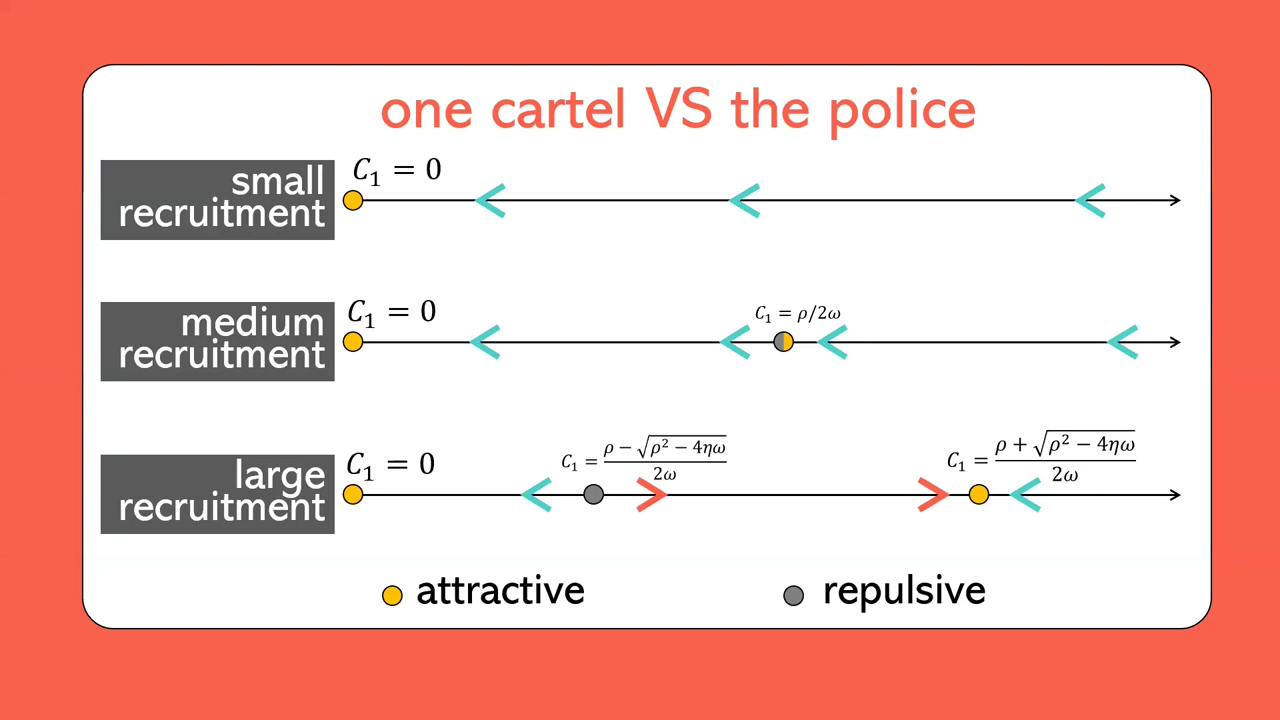 one cartel VS the police
small
recruitment
C₁ = 0
medium
recruitment
C₁ = 0
C₁ = ρ/2ω
large
recruitment
C₁ = 0
C₁ = (ρ − √(ρ² − 4ηω))/2ω
C₁ = (ρ + √(ρ² − 4ηω))/2ω
attractive
repulsive